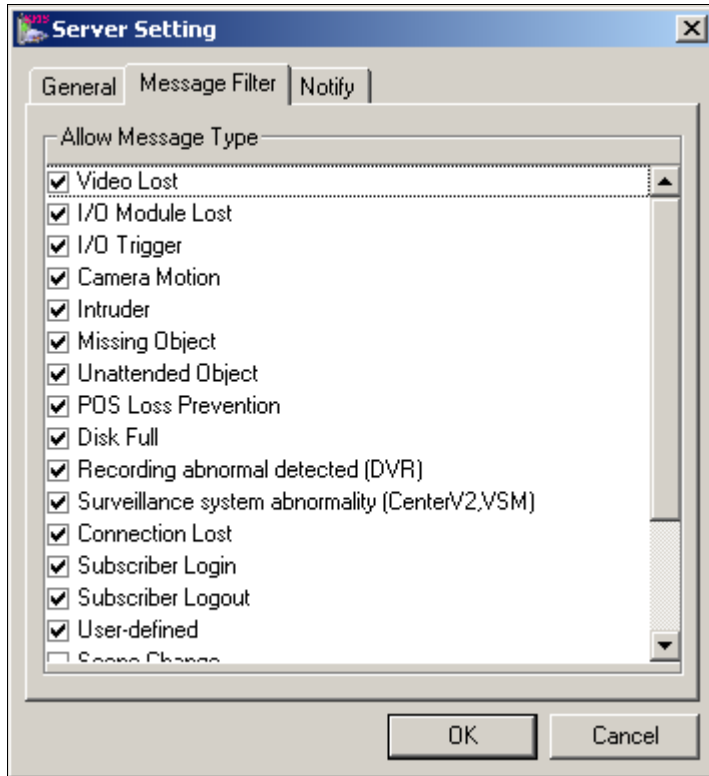 Server Setting
General Message Filter Notify
Allow Message Type
Video Lost
I/O Module Lost
I/O Trigger
Camera Motion
Intruder
Missing Object
Unattended Object
POS Loss Prevention
Disk Full
Recording abnormal detected (DVR)
Surveillance system abnormality (CenterV2,VSM)
Connection Lost
Subscriber Login
Subscriber Logout
User-defined
Scene Change
OK Cancel